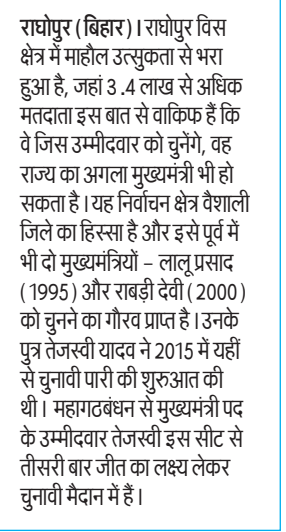 राघोपुर (बिहार)। राघोपुर विस
क्षेत्र में माहौल उत्सुकता से भरा
हुआ है, जहां 3 .4 लाख से अधिक
मतदाता इस बात से वाकिफ हैं कि
वे जिस उम्मीदवार को चुनेंगे, वह
राज्य का अगला मुख्यमंत्री भी हो
सकता है । यह निर्वाचन क्षेत्र वैशाली
जिले का हिस्सा है और इसे पूर्व में
भी दो मुख्यमंत्रियों – लालू प्रसाद
(1995) और राबड़ी देवी (2000)
को चुनने का गौरव प्राप्त है । उनके
पुत्र तेजस्वी यादव ने 2015 में यहीं
से चुनावी पारी की शुरुआत की
थी । महागठबंधन से मुख्यमंत्री पद
के उम्मीदवार तेजस्वी इस सीट से
तीसरी बार जीत का लक्ष्य लेकर
चुनावी मैदान में हैं ।